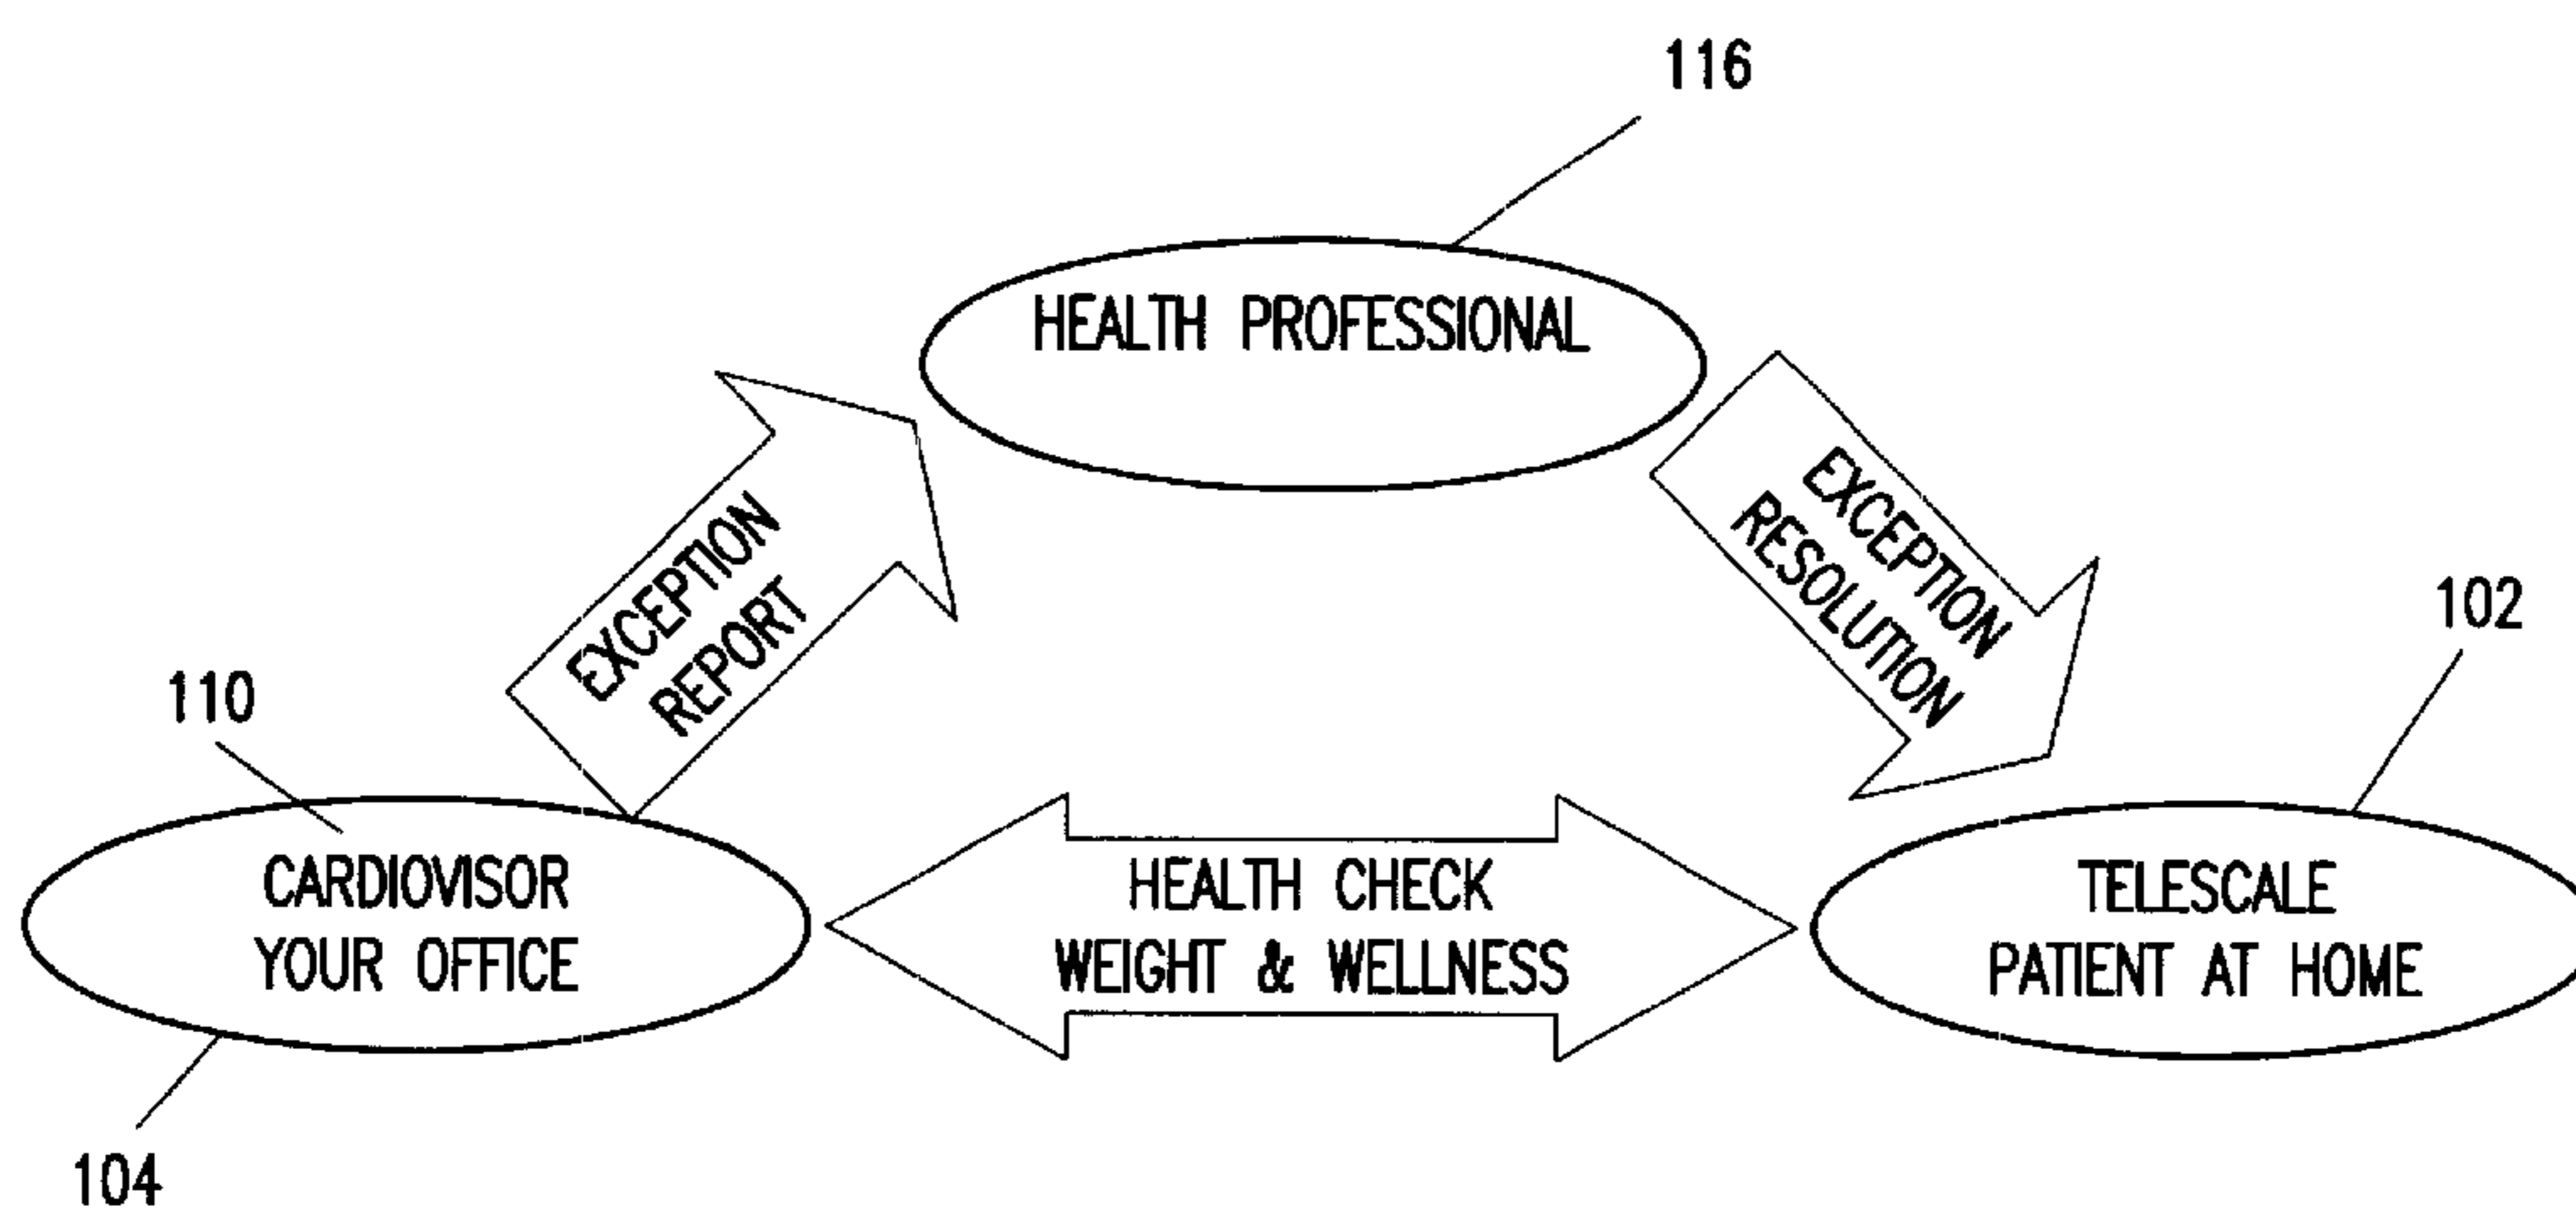 116
HEALTH PROFESSIONAL
EXCEPTION
REPORT
EXCEPTION
RESOLUTION
102
110
CARDIOVISOR
YOUR OFFICE
HEALTH CHECK
WEIGHT & WELLNESS
TELESCALE
PATIENT AT HOME
104